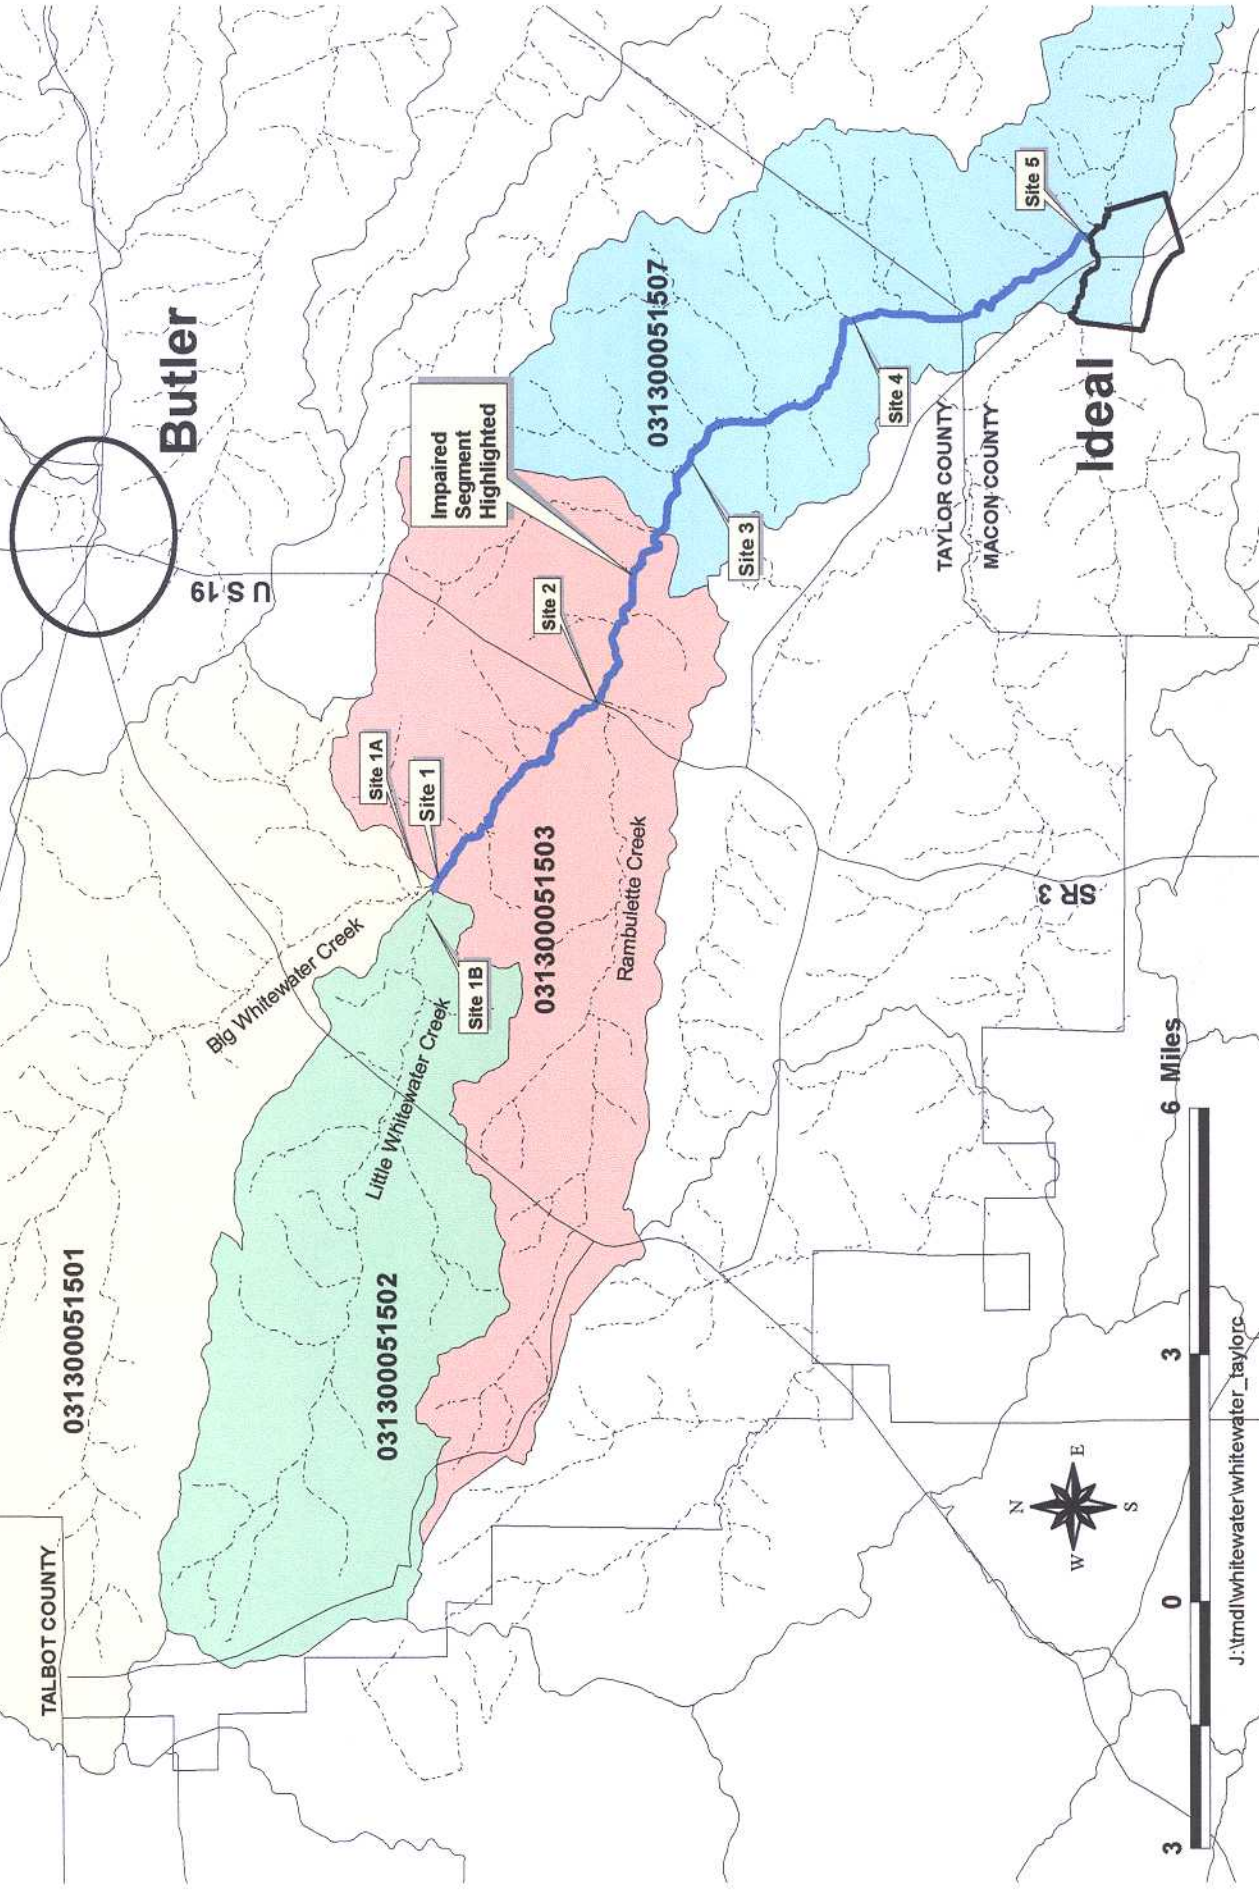 TALBOT COUNTY
031300051501
Butler
U S 19
Big Whitewater Creek
Site 1A
Site 1
Impaired
Segment
Highlighted
Little Whitewater Creek
031300051502
Site 1B
Site 2
031300051503
Rambulette Creek
031300051507
Site 3
Site 4
Site 5
TAYLOR COUNTY
MACON COUNTY
Ideal
SR 3
N
W
E
S
3
0
3
6 Miles
J:\tmdl\whitewater\whitewater_taylorc